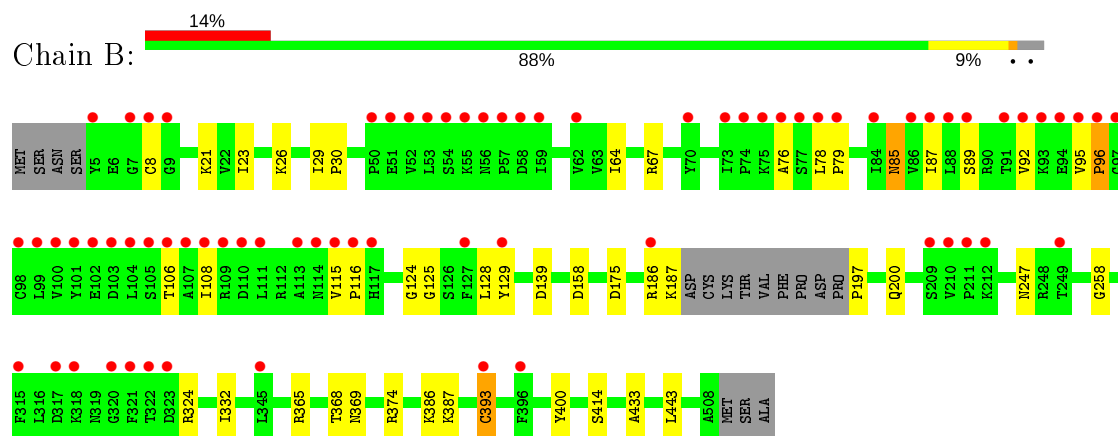 14%
Chain B:
88% 9% • •
MET SER ASN SER Y5 E6 G7 C8 G9 K21 V22 I23 K26 I29 P30 P50 E51 V52 L53 S54 K55 N56 P57 D58 I59 V62 V63 I64 R67 Y70 I73 P74 K75 A76 S77 L78 P79 I84 N85 V86 I87 L88 S89 R90 T91 V92 K93 E94 V95 P96
C98 L99 V100 Y101 E102 D103 L104 S105 T106 A107 I108 R109 D110 L111 R112 A113 N114 V115 P116 H117 G124 G125 S126 F127 L128 Y129 D139 D158 D175 R186 K187 ASP CYS LYS THR VAL PHE PRO ASP PRO P197 Q200 S209 V210 P211 K212 N247 R248 T249 G258
F315 L316 D317 K318 N319 G320 F321 T322 D323 R324 I332 L345 R365 T368 N369 R374 K386 K387 C393 F396 Y400 S414 A433 L443 A508 MET SER ALA